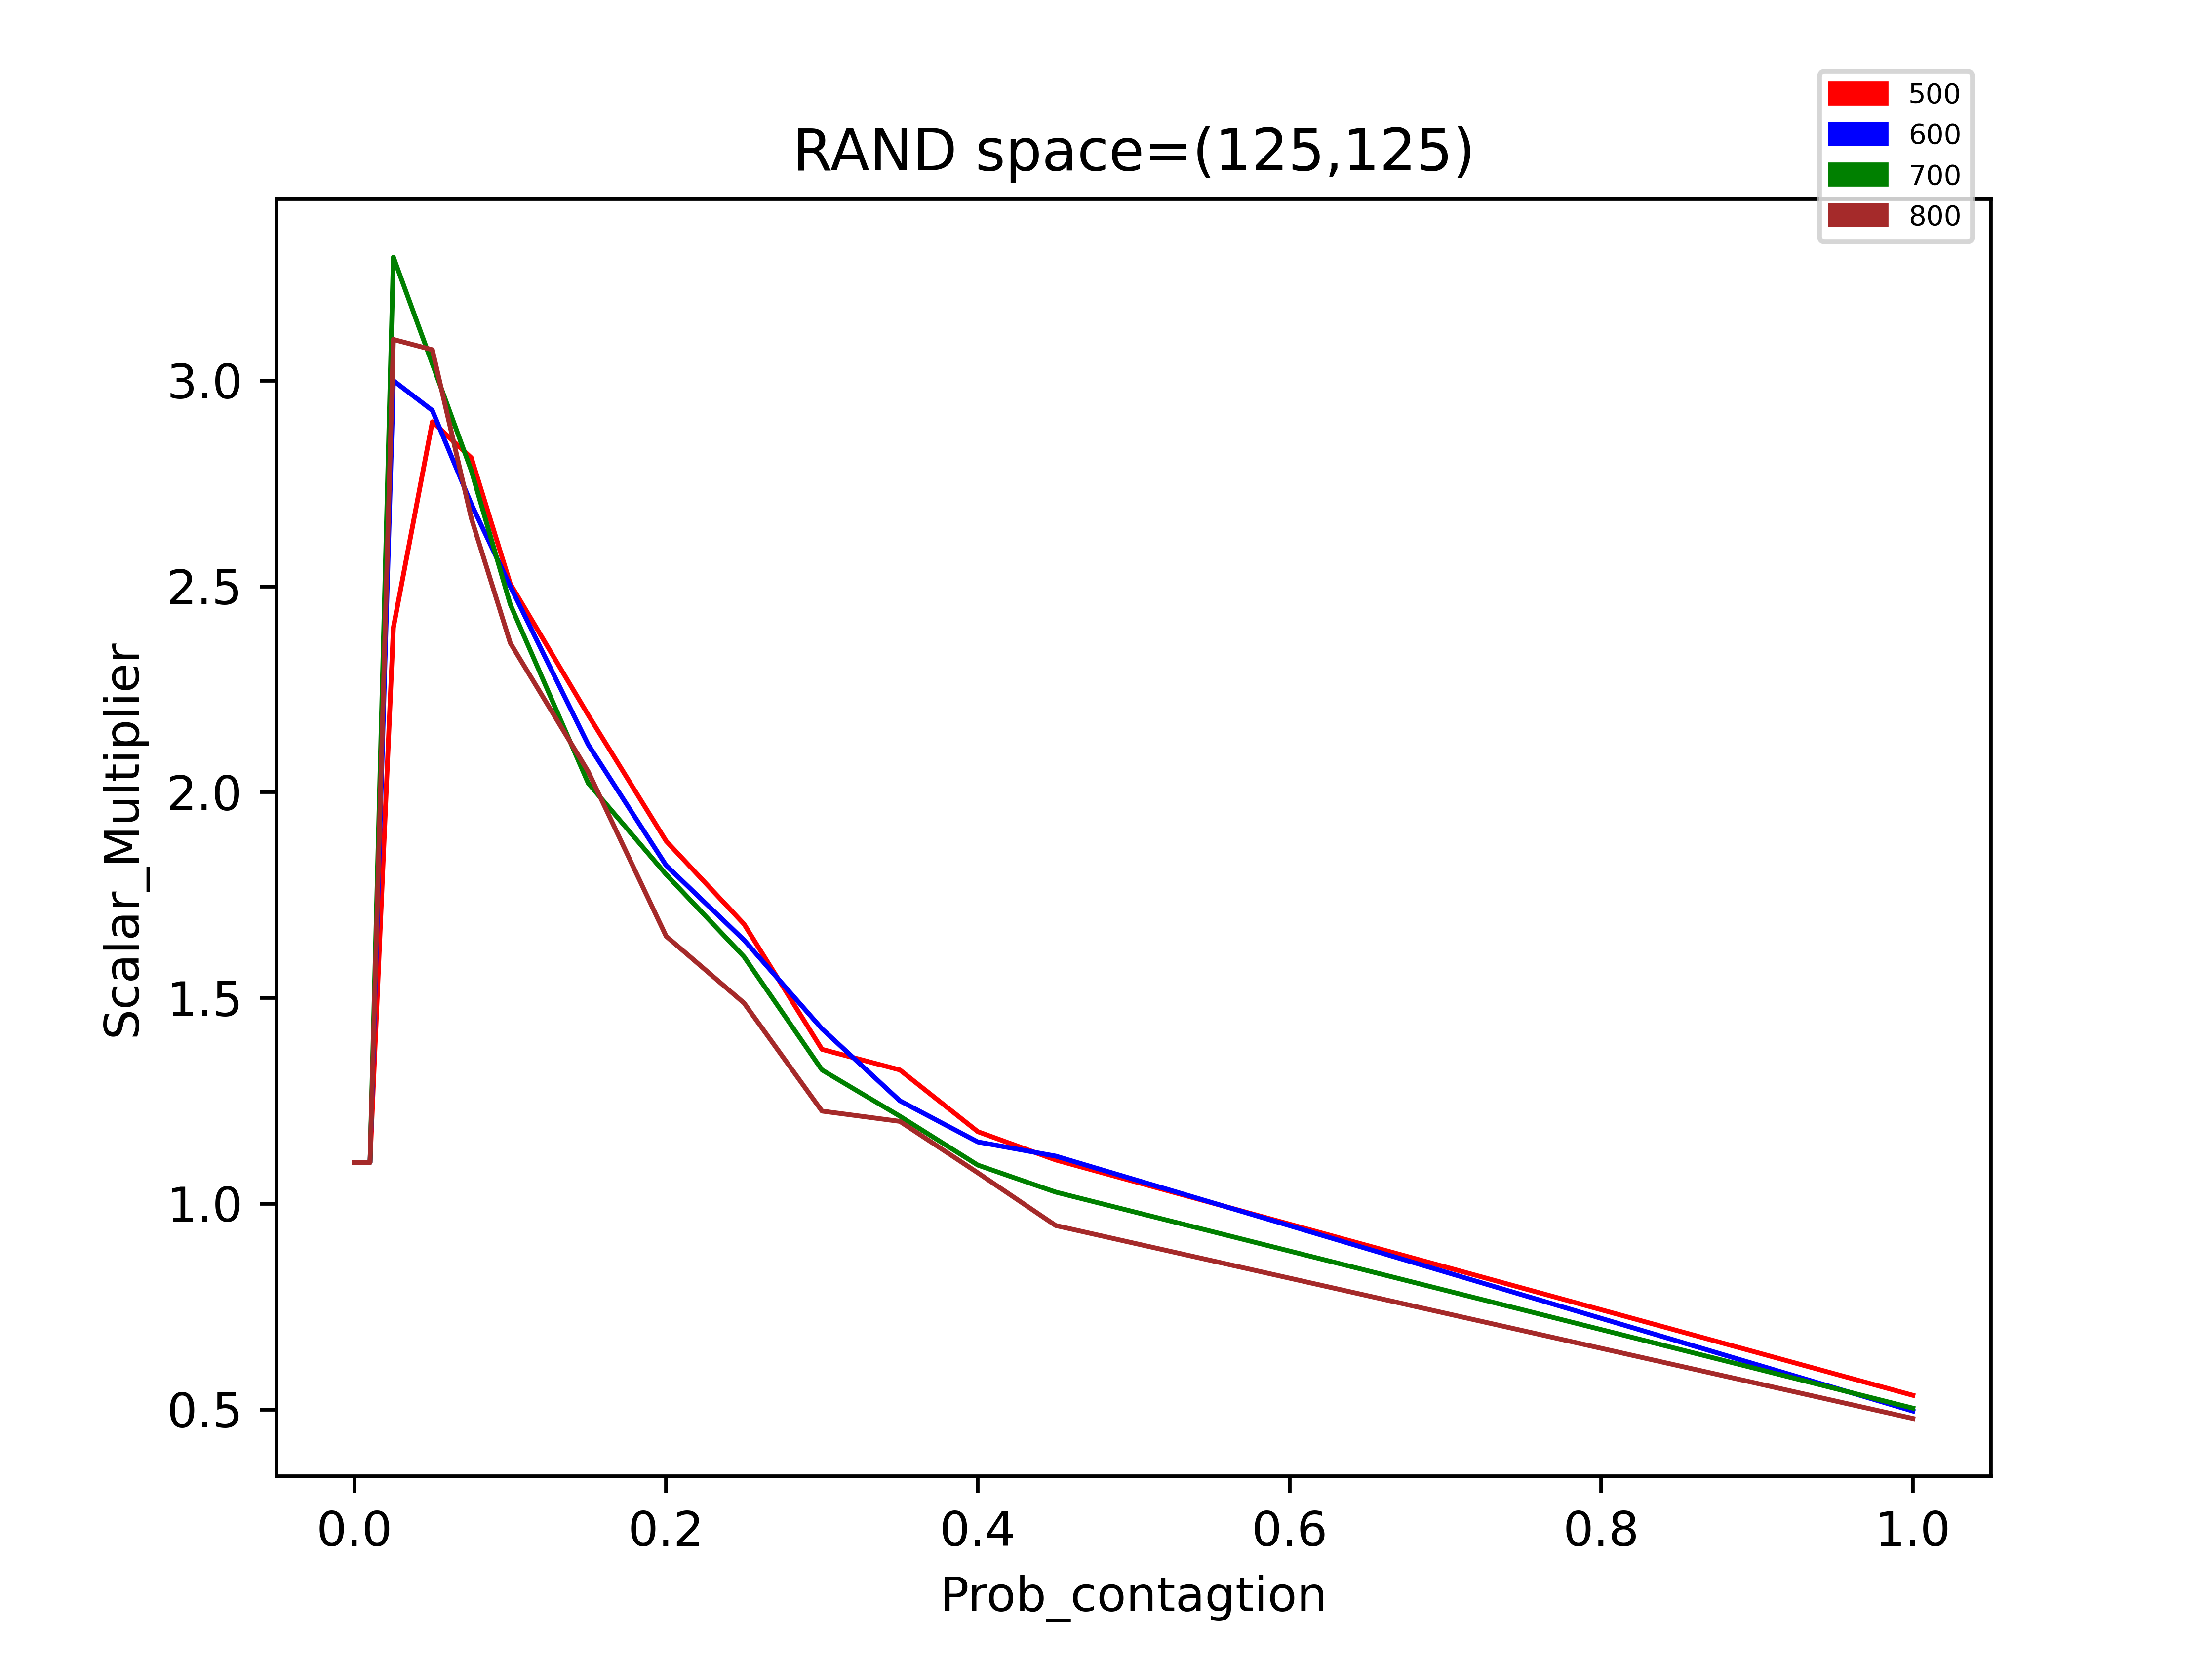 500
600
700
800
RAND space=(125,125)
3.0
2.5
2.0
1.5
1.0
0.5
Scalar_Multiplier
0.0 0.2 0.4 0.6 0.8 1.0
Prob_contagtion